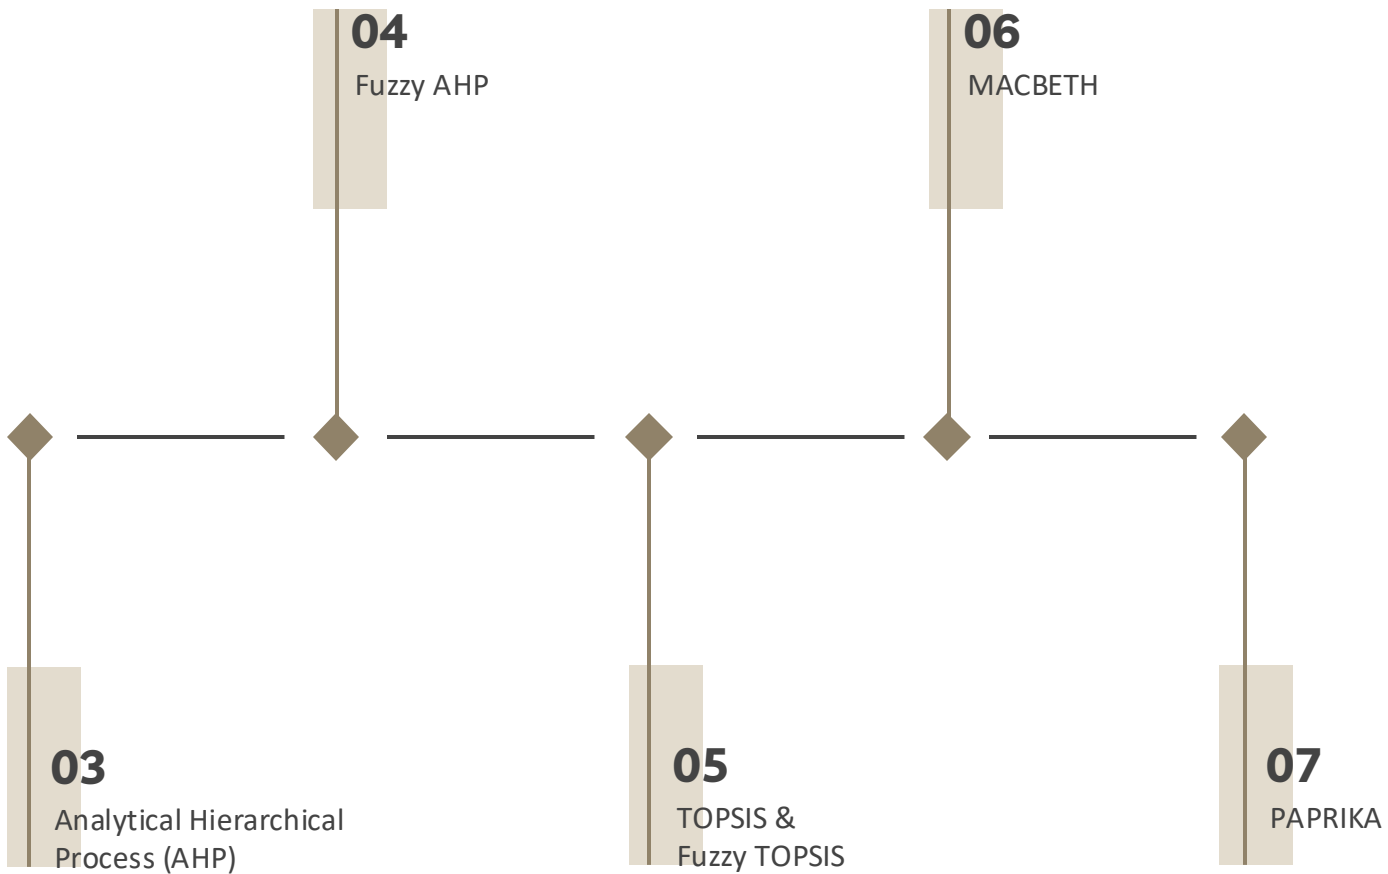 04
Fuzzy AHP
06
MACBETH
03
Analytical Hierarchical
Process (AHP)
05
TOPSIS &
Fuzzy TOPSIS
07
PAPRIKA